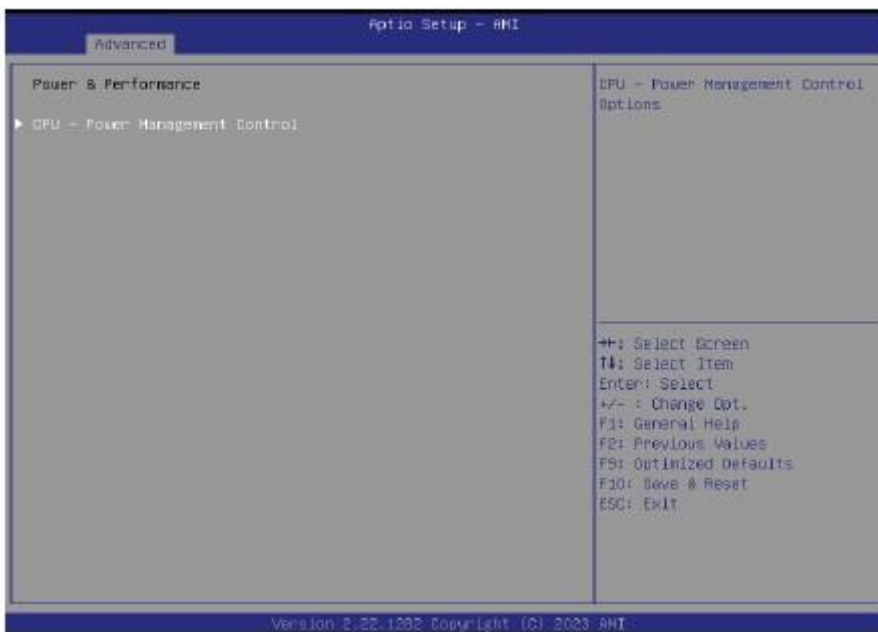 Aptio Setup - AMI
Advanced
Power & Performance
CPU - Power Management Control
CPU - Power Management Control
Options
→←: Select Screen
↑↓: Select Item
Enter: Select
+/- : Change Opt.
F1: General Help
F2: Previous Values
F9: Optimized Defaults
F10: Save & Reset
ESC: Exit
Version 2.22.1282 Copyright (C) 2023 AMI